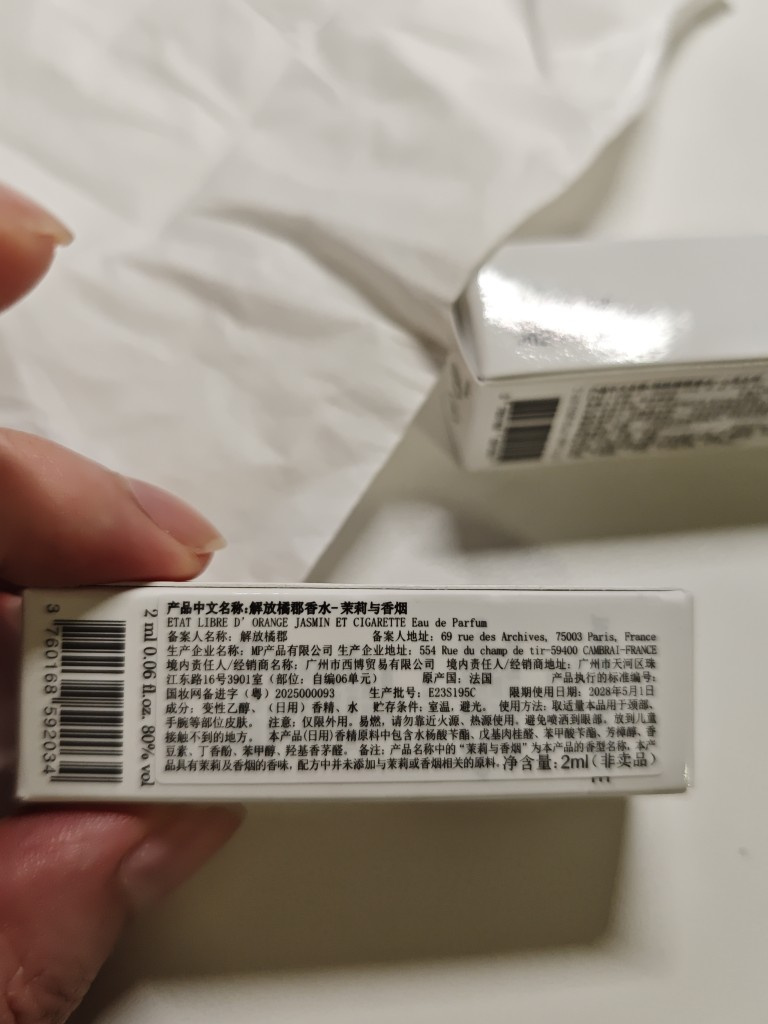 产品中文名称:解放橘郡香水-茉莉与香烟
ETAT LIBRE D' ORANGE JASMIN ET CIGARETTE Eau de Parfum
备案人名称: 解放橘郡 备案人地址: 69 rue des Archives, 75003 Paris, France
生产企业名称: MP产品有限公司 生产企业地址: 554 Rue du champ de tir-59400 CAMBRAI-FRANCE
境内责任人/经销商名称: 广州市西博贸易有限公司 境内责任人/经销商地址: 广州市天河区珠
江东路16号3901室 (部位: 自编06单元) 原产国: 法国 产品执行的标准编号:
国妆网备进字 (粤) 2025000093 生产批号: E23S195C 限期使用日期: 2028年5月1日
成分: 变性乙醇、(日用) 香精、水 贮存条件: 室温, 避光。 使用方法: 取适量本品用于颈部、
手腕等部位皮肤。 注意: 仅限外用。易燃, 请勿靠近火源、热源使用。避免喷洒到眼部。放到儿童
接触不到的地方。 本产品(日用)香精原料中包含水杨酸苄酯、戊基肉桂醛、苯甲酸苄酯、芳樟醇、香
豆素、丁香酚、苯甲醇、羟基香茅醛。 备注: 产品名称中的 "茉莉与香烟" 为本产品的香型名称, 本产
品具有茉莉及香烟的香味, 配方中并未添加与茉莉或香烟相关的原料。 净含量: 2ml(非卖品)
2 ml 0.06 fl.oz. 80% vol
3 760168 592034